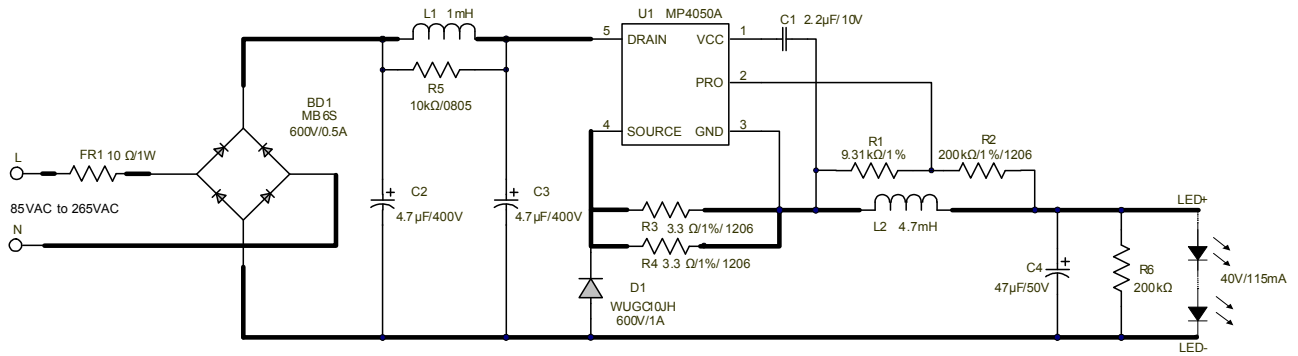 L1 1mH
U1 MP4050A
C1 2.2µF/10V
5 DRAIN VCC 1
R5
10kΩ/0805
PRO 2
BD1
MB6S
600V/0.5A
4 SOURCE GND 3
L
FR1 10 Ω/1W
R1
9.31kΩ/1%
R2
200kΩ/1%/1206
85VAC to 265VAC
N
C2
4.7µF/400V
C3
4.7µF/400V
R3 3.3 Ω/1%/1206
R4 3.3 Ω/1%/1206
L2 4.7mH
LED+
D1
WUGC10JH
600V/1A
C4
47µF/50V
R6
200kΩ
40V/115mA
LED-